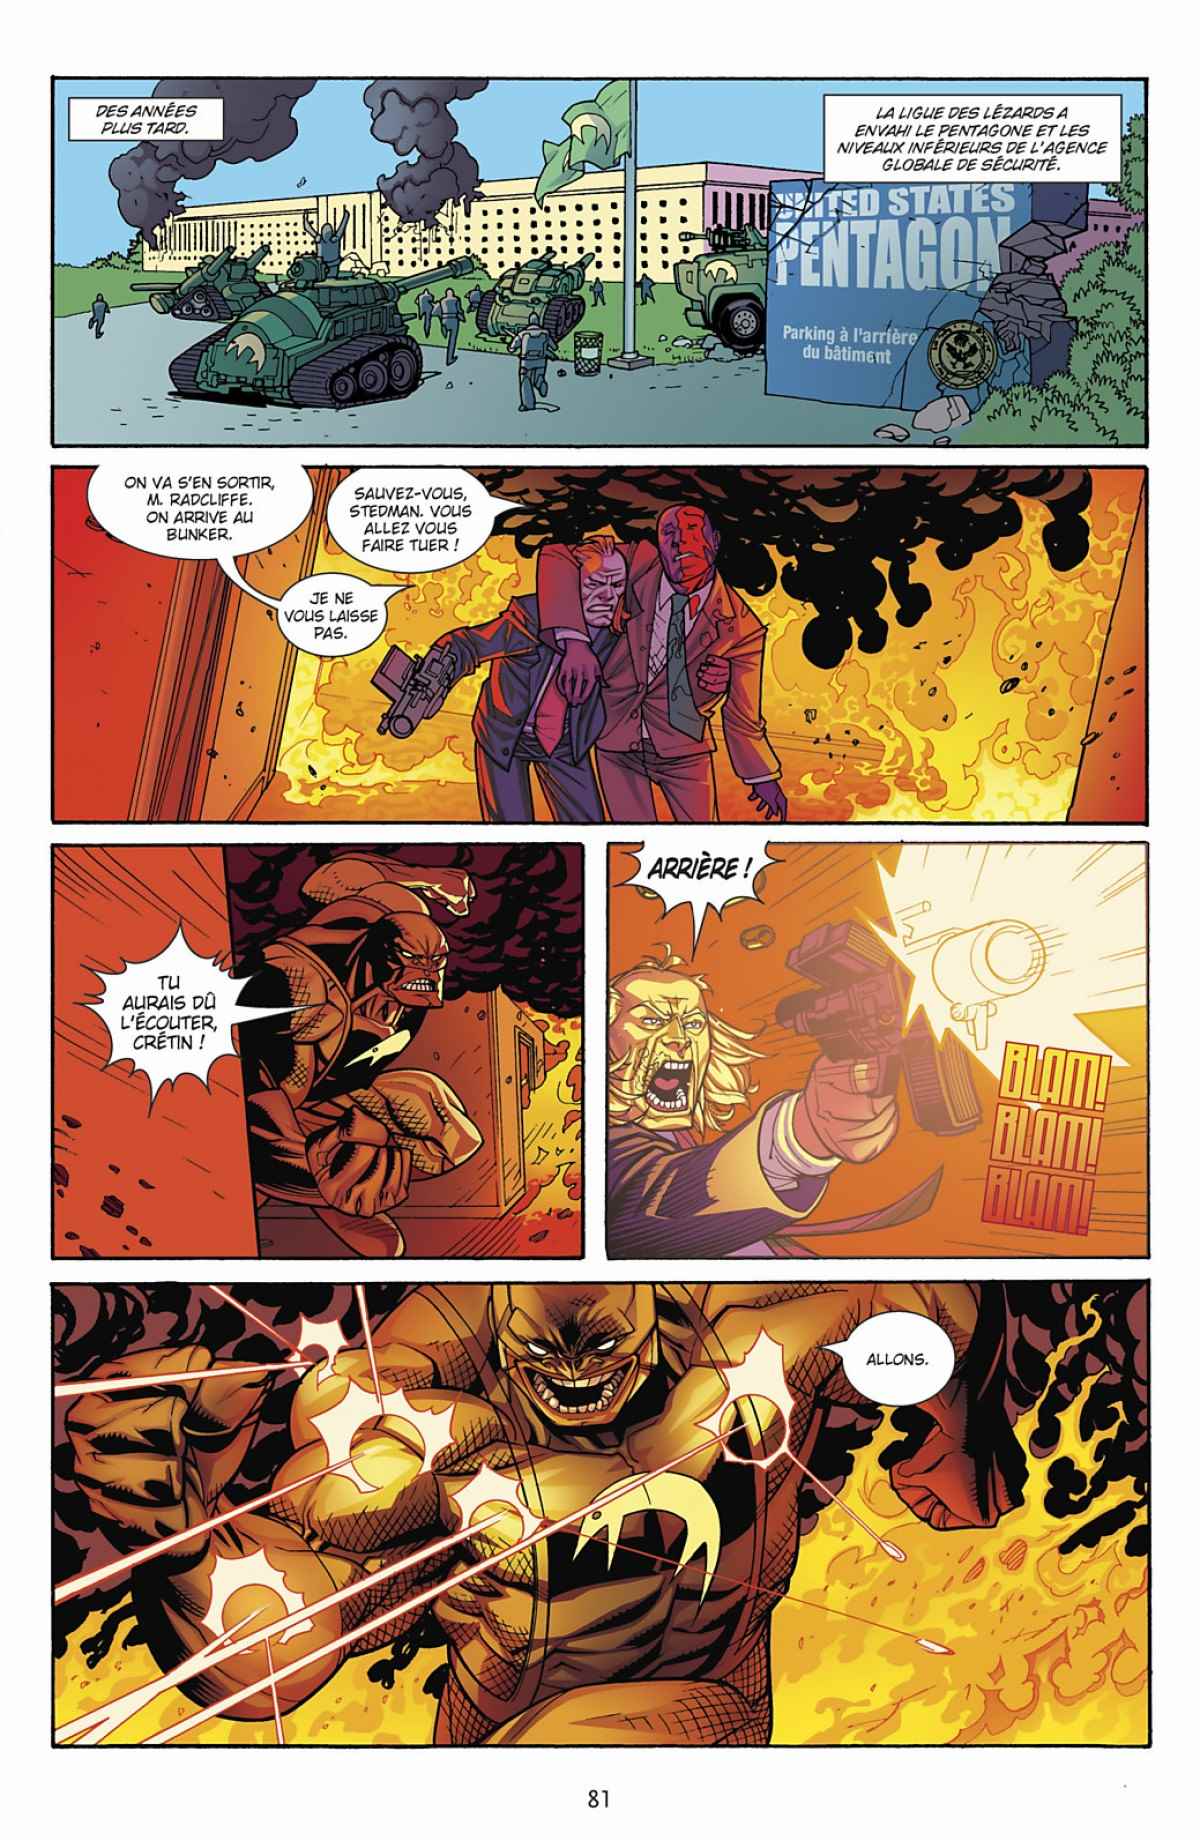 DES ANNÉES
PLUS TARD.
LA LIGUE DES LÉZARDS A
ENVAHI LE PENTAGONE ET LES
NIVEAUX INFÉRIEURS DE L'AGENCE
GLOBALE DE SÉCURITÉ.
UNITED STATES
PENTAGON
Parking à l'arrière
du bâtiment
ON VA S'EN SORTIR,
M. RADCLIFFE.
ON ARRIVE AU
BUNKER.
SAUVEZ-VOUS,
STEDMAN. VOUS
ALLEZ VOUS
FAIRE TUER !
JE NE
VOUS LAISSE
PAS.
TU
AURAIS DÛ
L'ÉCOUTER,
CRÉTIN !
ARRIÈRE !
BLAM!
BLAM!
BLAM!
ALLONS.
81